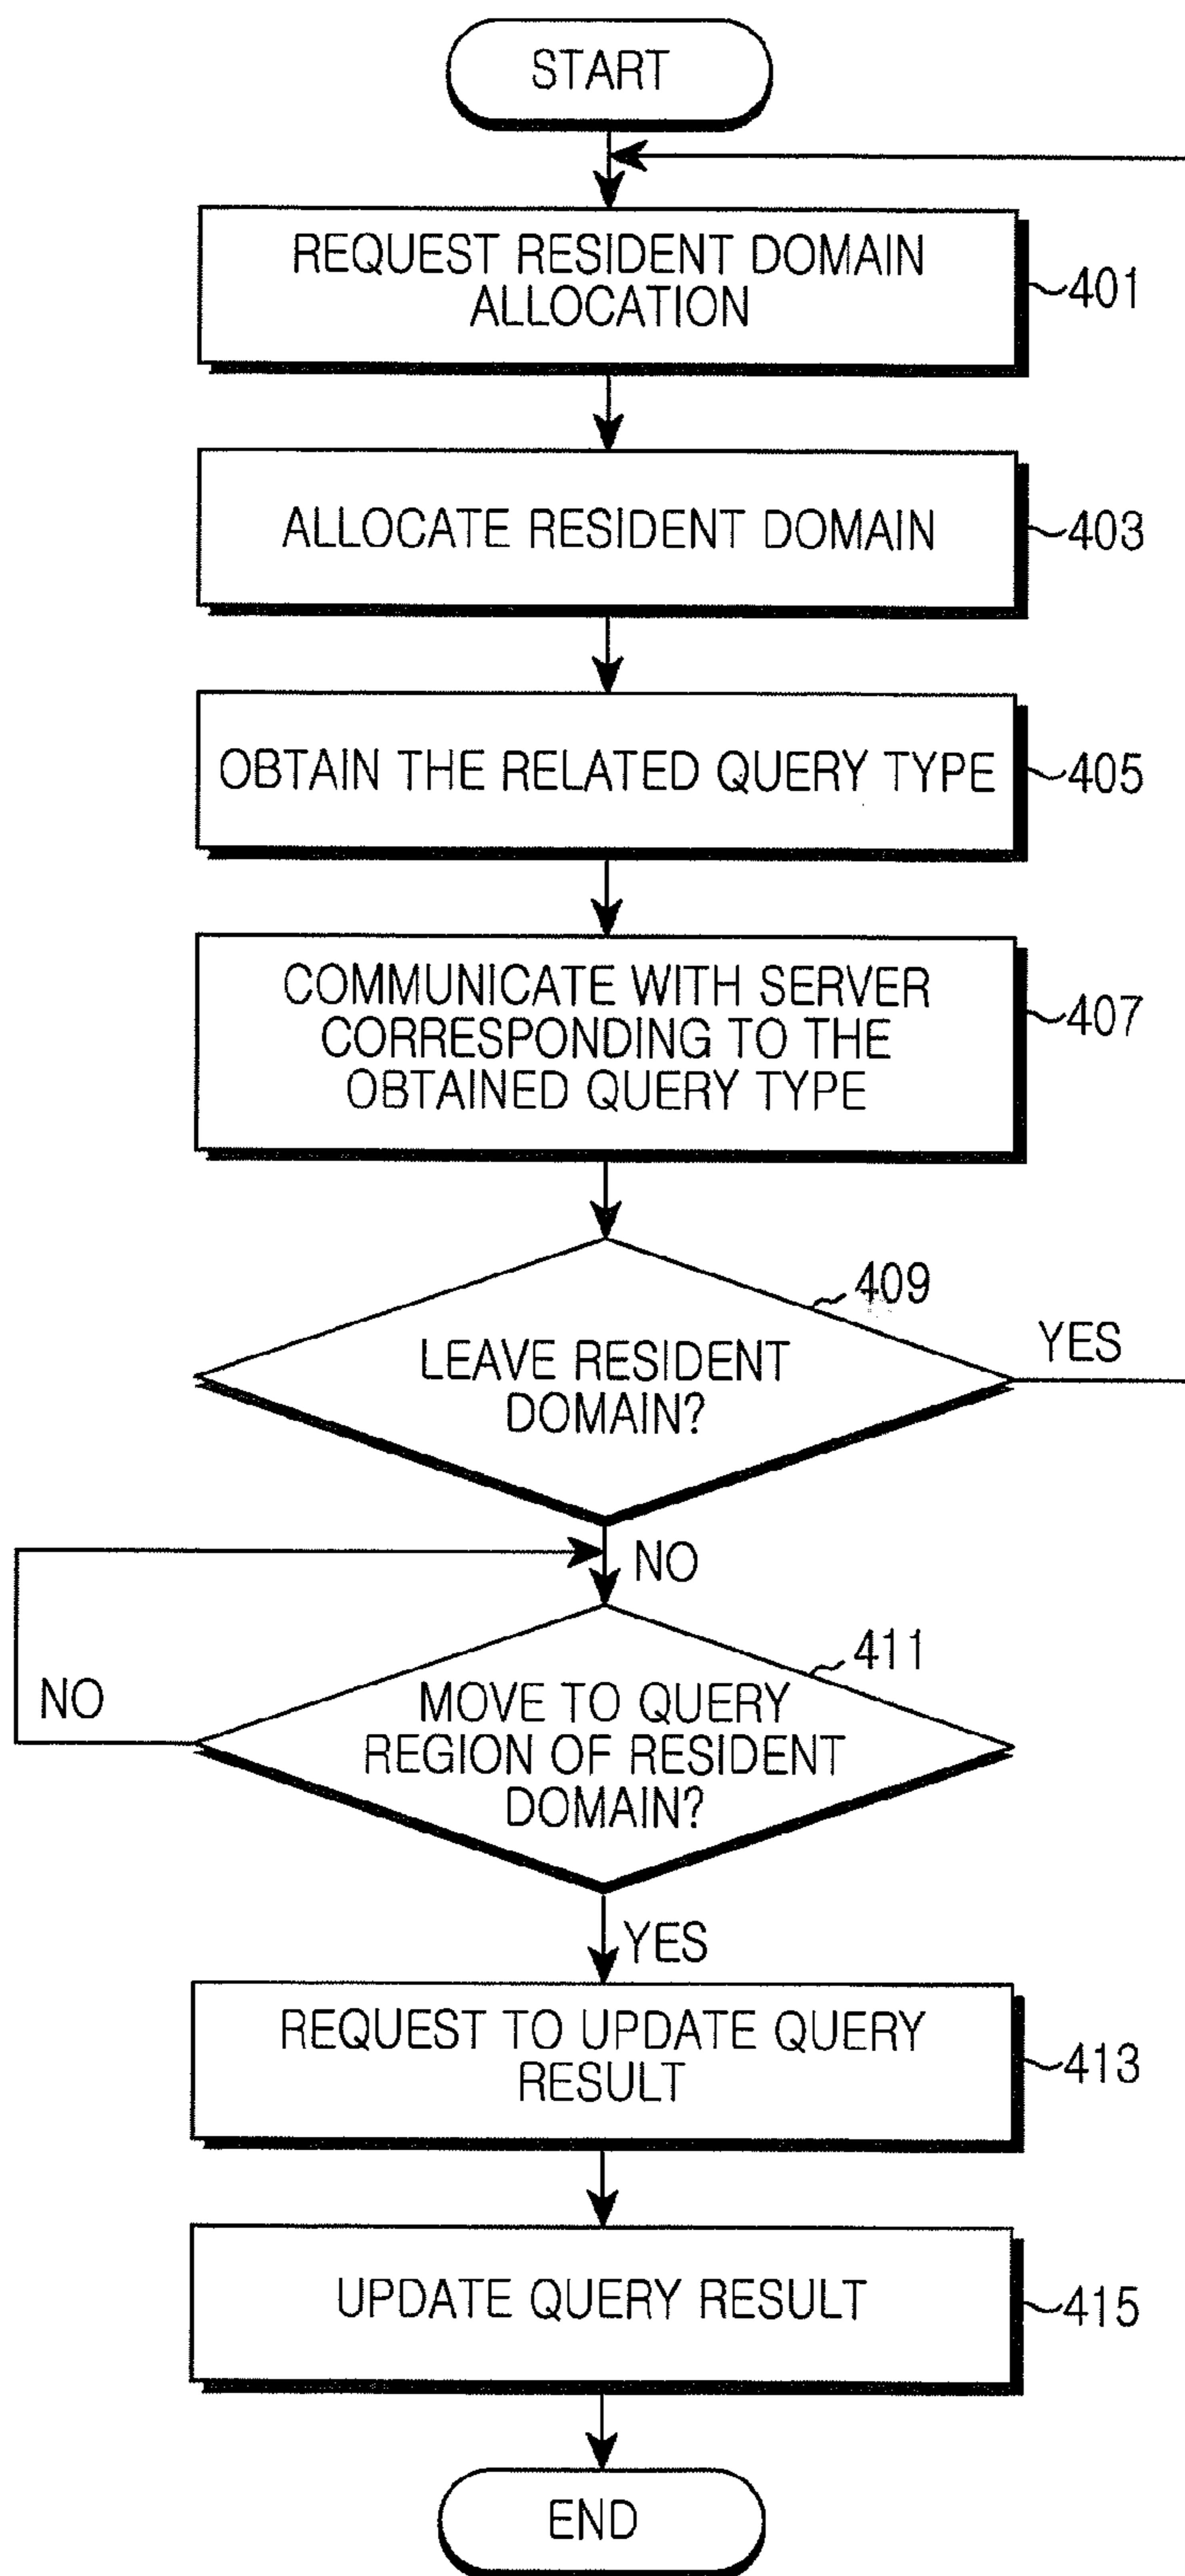 START
REQUEST RESIDENT DOMAIN
ALLOCATION
401
ALLOCATE RESIDENT DOMAIN
403
OBTAIN THE RELATED QUERY TYPE
405
COMMUNICATE WITH SERVER
CORRESPONDING TO THE
OBTAINED QUERY TYPE
407
409
LEAVE RESIDENT
DOMAIN?
YES
NO
411
MOVE TO QUERY
REGION OF RESIDENT
DOMAIN?
NO
YES
REQUEST TO UPDATE QUERY
RESULT
413
UPDATE QUERY RESULT
415
END